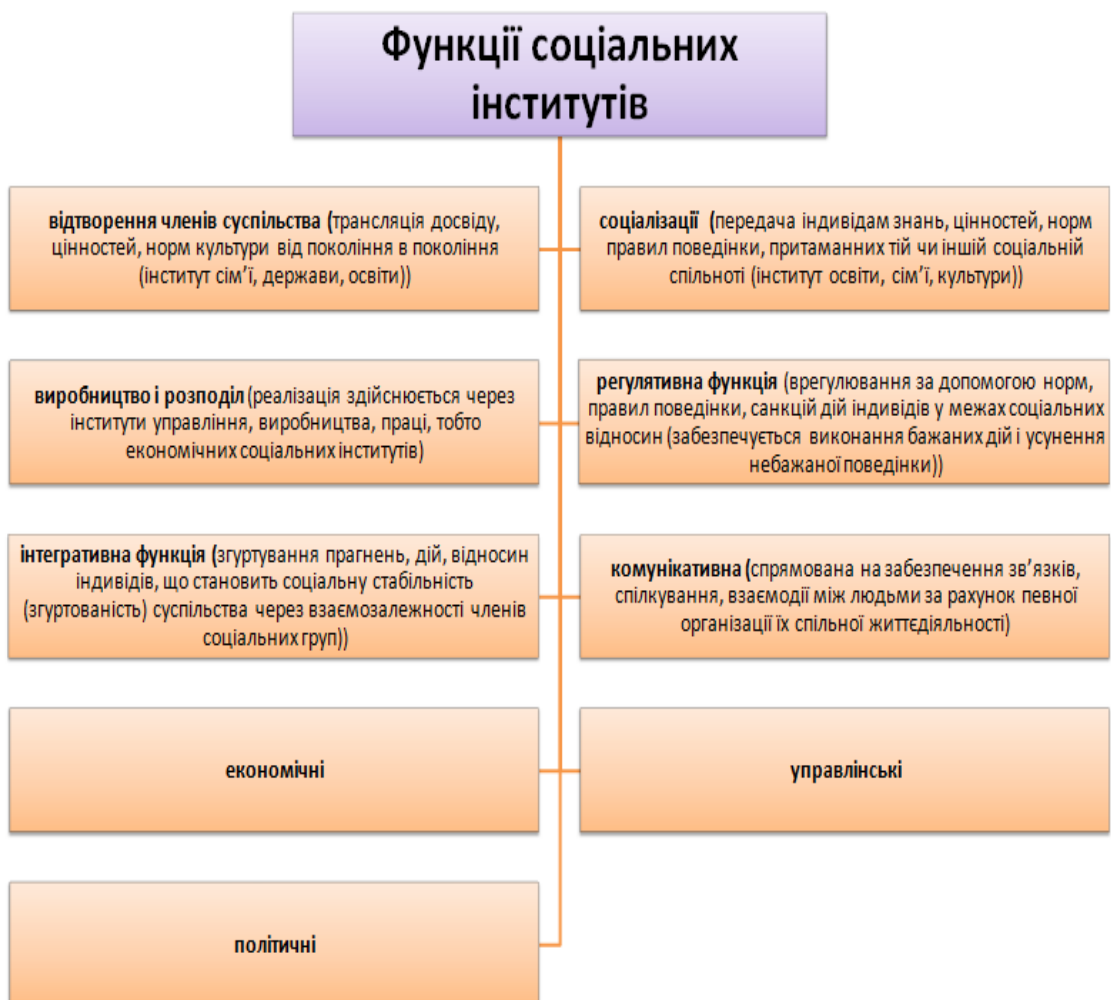 Функції соціальних
інститутів
відтворення членів суспільства (трансляція досвіду,
цінностей, норм культури від покоління в покоління
(інститут сім’ї, держави, освіти))
соціалізації (передача індивідам знань, цінностей, норм
правил поведінки, притаманних тій чи іншій соціальній
спільноті (інститут освіти, сім’ї, культури))
виробництво і розподіл (реалізація здійснюється через
інститути управління, виробництва, праці, тобто
економічних соціальних інститутів)
регулятивна функція (врегулювання за допомогою норм,
правил поведінки, санкцій дій індивідів у межах соціальних
відносин (забезпечується виконання бажаних дій і усунення
небажаної поведінки))
інтегративна функція (згуртування прагнень, дій, відносин
індивідів, що становить соціальну стабільність
(згуртованість) суспільства через взаємозалежності членів
соціальних груп))
комунікативна (спрямована на забезпечення зв’язків,
спілкування, взаємодії між людьми за рахунок певної
організації їх спільної життєдіяльності)
економічні
управлінські
політичні